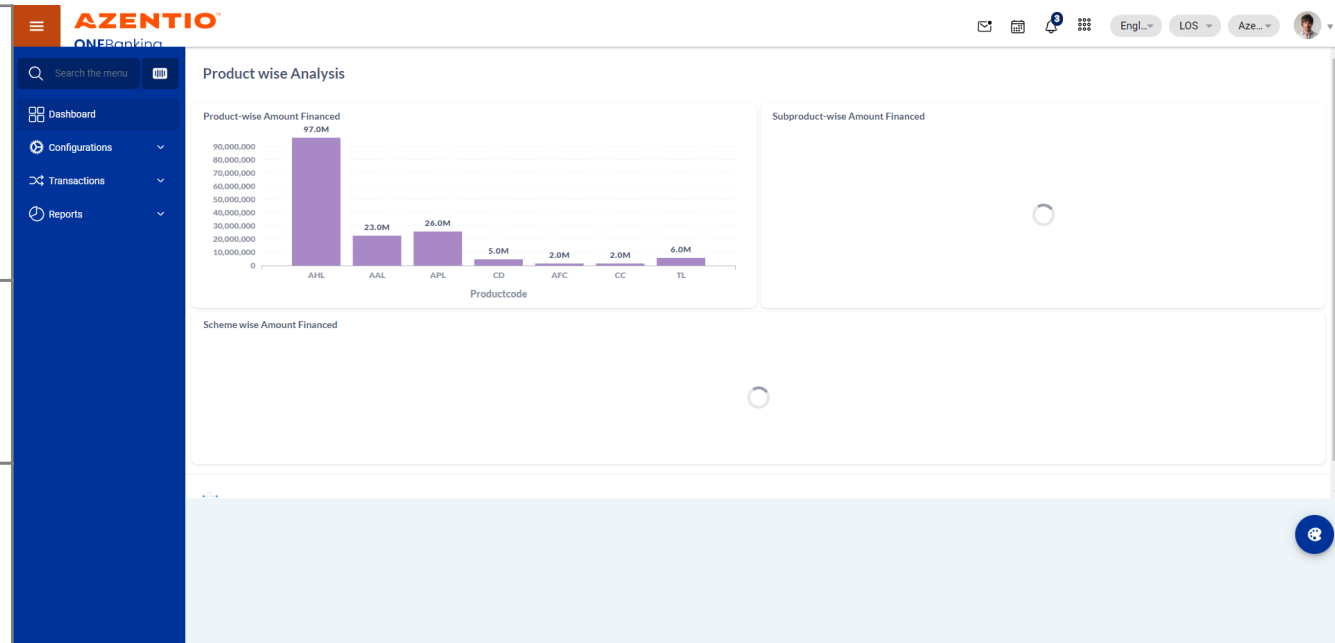 AZENTIO™
ONEBanking
3
Engl...
LOS
Aze...
Search the menu
Dashboard
Configurations
Transactions
Reports
Product wise Analysis
Product-wise Amount Financed
97.0M
90,000,000
80,000,000
70,000,000
60,000,000
50,000,000
40,000,000
30,000,000
20,000,000
10,000,000
0
23.0M
26.0M
5.0M
2.0M
2.0M
6.0M
AHL AAL APL CD AFC CC TL
Productcode
Subproduct-wise Amount Financed
Scheme wise Amount Financed